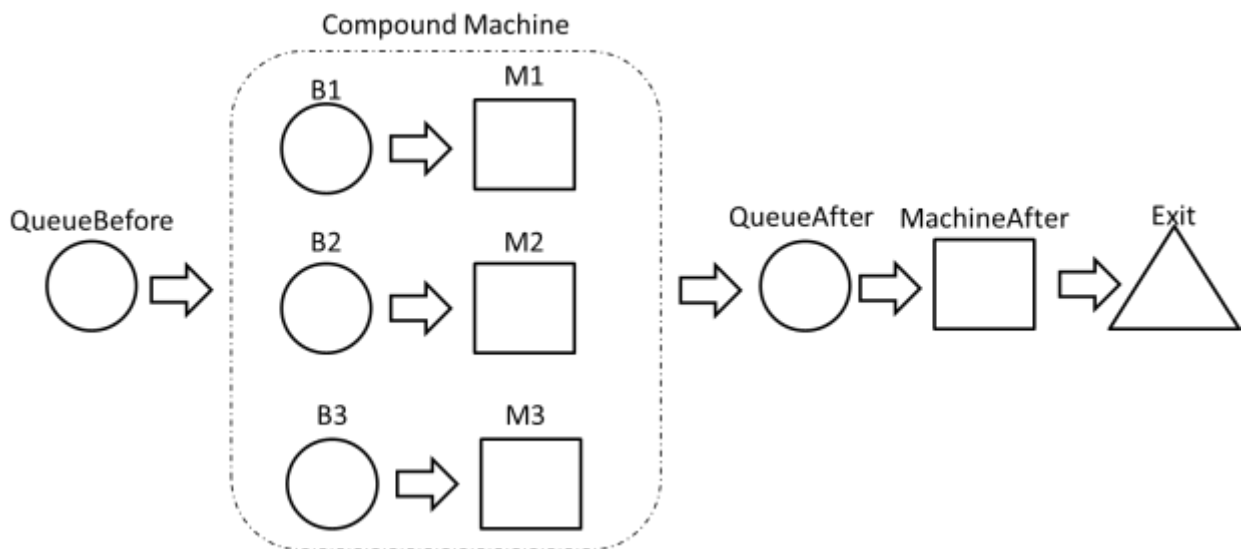 Compound Machine
B1
M1
QueueBefore
B2
M2
QueueAfter
MachineAfter
Exit
B3
M3